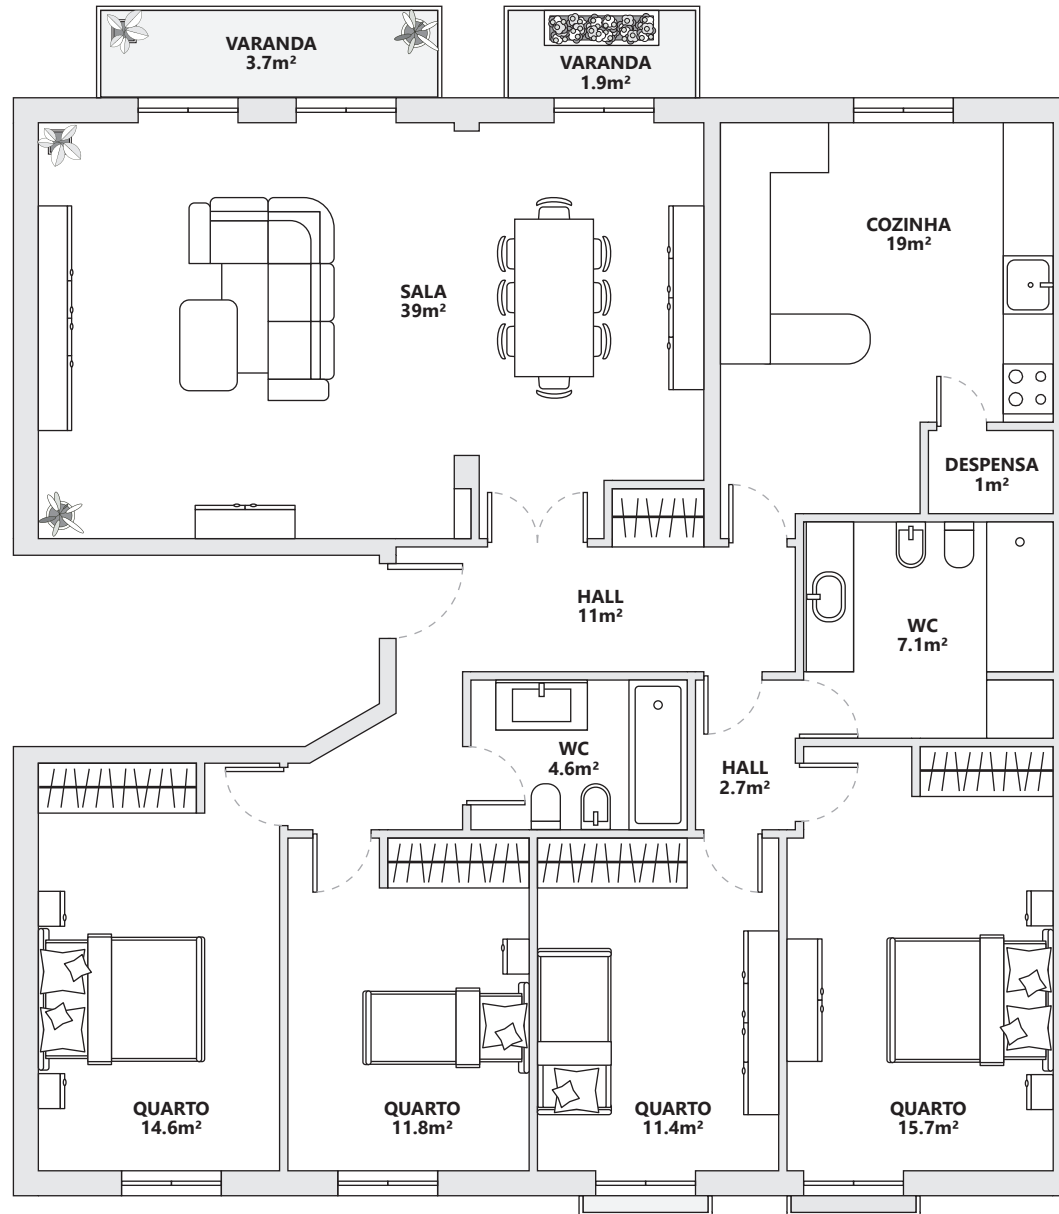 VARANDA
3.7m²
VARANDA
1.9m²
COZINHA
19m²
SALA
39m²
DESPENSA
1m²
HALL
11m²
WC
7.1m²
WC
4.6m²
HALL
2.7m²
QUARTO
14.6m²
QUARTO
11.8m²
QUARTO
11.4m²
QUARTO
15.7m²